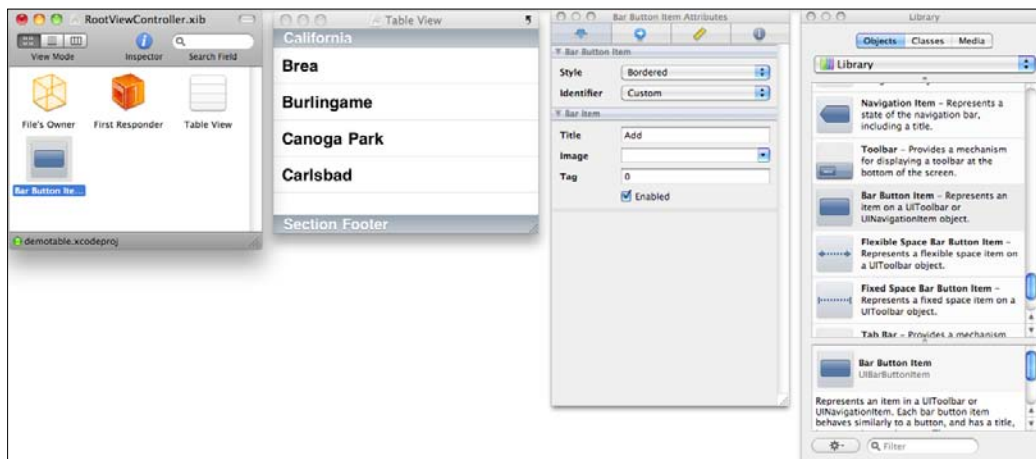 RootViewController.xib
View Mode
Inspector
Search Field
File's Owner
First Responder
Table View
Bar Button Ite...
demotable.xcodeproj
Table View
California
Brea
Burlingame
Canoga Park
Carlsbad
Section Footer
Bar Button Item Attributes
Bar Button Item
Style Bordered
Identifier Custom
Bar Item
Title Add
Image
Tag 0
Enabled
Library
Objects Classes Media
Library
Navigation Item – Represents a
state of the navigation bar,
including a title.
Toolbar – Provides a mechanism
for displaying a toolbar at the
bottom of the screen.
Bar Button Item – Represents an
item on a UIToolbar or
UINavigationItem object.
Flexible Space Bar Button Item –
Represents a flexible space item on
a UIToolbar object.
Fixed Space Bar Button Item –
Represents a fixed space item on a
UIToolbar object.
Tab Bar – Provides a mechanism
Bar Button Item
UIBarButtonItem
Represents an item in a UIToolbar or
UINavigationItem. Each bar button item
behaves similarly to a button, and has a title,
Filter